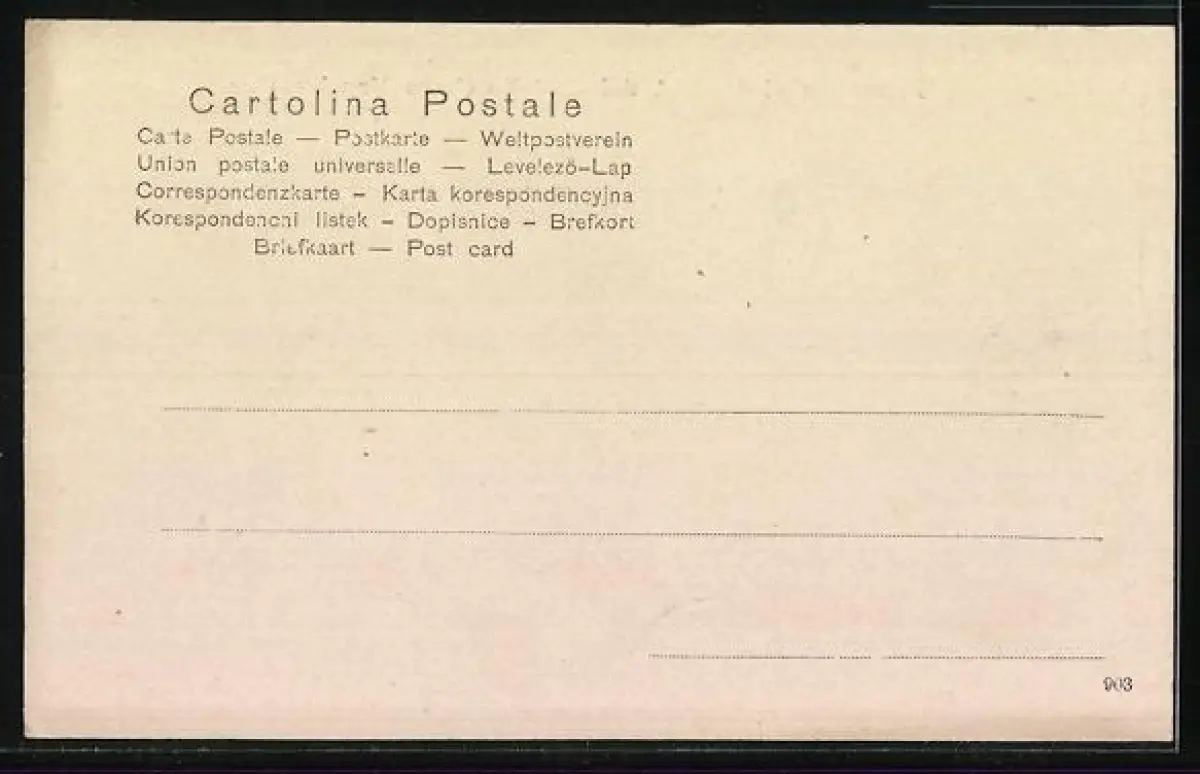 Cartolina Postale
Carte Postale — Postkarte — Weltpostverein
Union postale universelle — Levelező-Lap
Correspondenzkarte – Karta korespondencyjna
Korespondencni listek – Dopisnice – Brefkort
Briefkaart — Post card
903